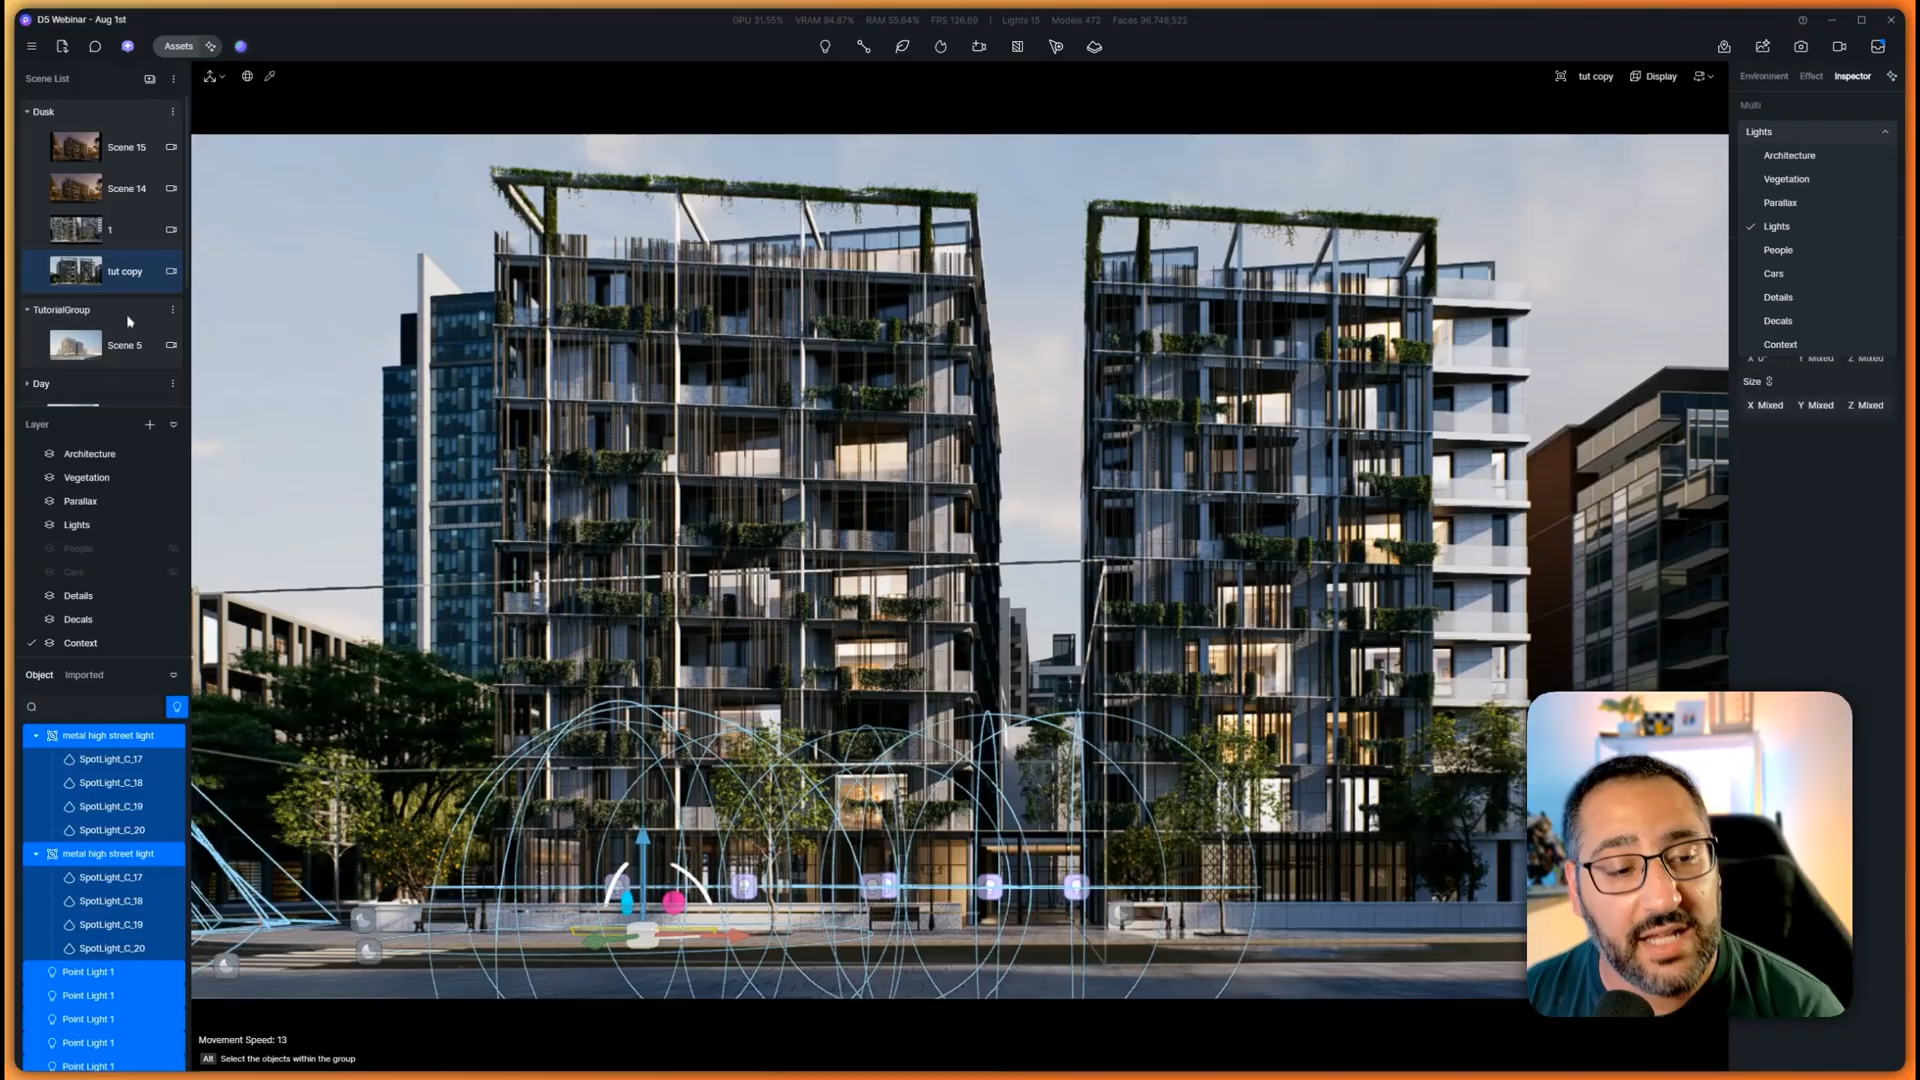 D5 Webinar - Aug 1st
GPU 31.55% VRAM 94.87% RAM 55.64% FPS 126.69 | Lights 15 Models 472 Faces 96,748,522
Assets
Scene List
tut copy Display
Environment Effect Inspector
Multi
Dusk
Lights
Scene 15
Architecture
Scene 14
Vegetation
Parallax
1
Lights
People
tut copy
Cars
Details
TutorialGroup
Decals
Scene 5
Context
X 0° Y Mixed Z Mixed
Day
Size
X Mixed Y Mixed Z Mixed
Layer
Architecture
Vegetation
Parallax
Lights
People
Cars
Details
Decals
Context
Object Imported
metal high street light
SpotLight_C_17
SpotLight_C_18
SpotLight_C_19
SpotLight_C_20
metal high street light
SpotLight_C_17
SpotLight_C_18
SpotLight_C_19
SpotLight_C_20
Point Light 1
Point Light 1
Point Light 1
Point Light 1
Point Light 1
Movement Speed: 13
Alt Select the objects within the group